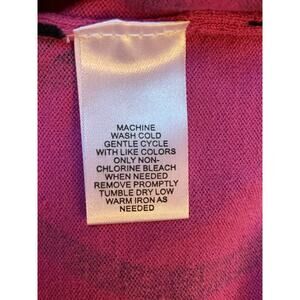 MACHINE
WASH COLD
GENTLE CYCLE
WITH LIKE COLORS
ONLY NON-
CHLORINE BLEACH
WHEN NEEDED
REMOVE PROMPTLY
TUMBLE DRY LOW
WARM IRON AS
NEEDED